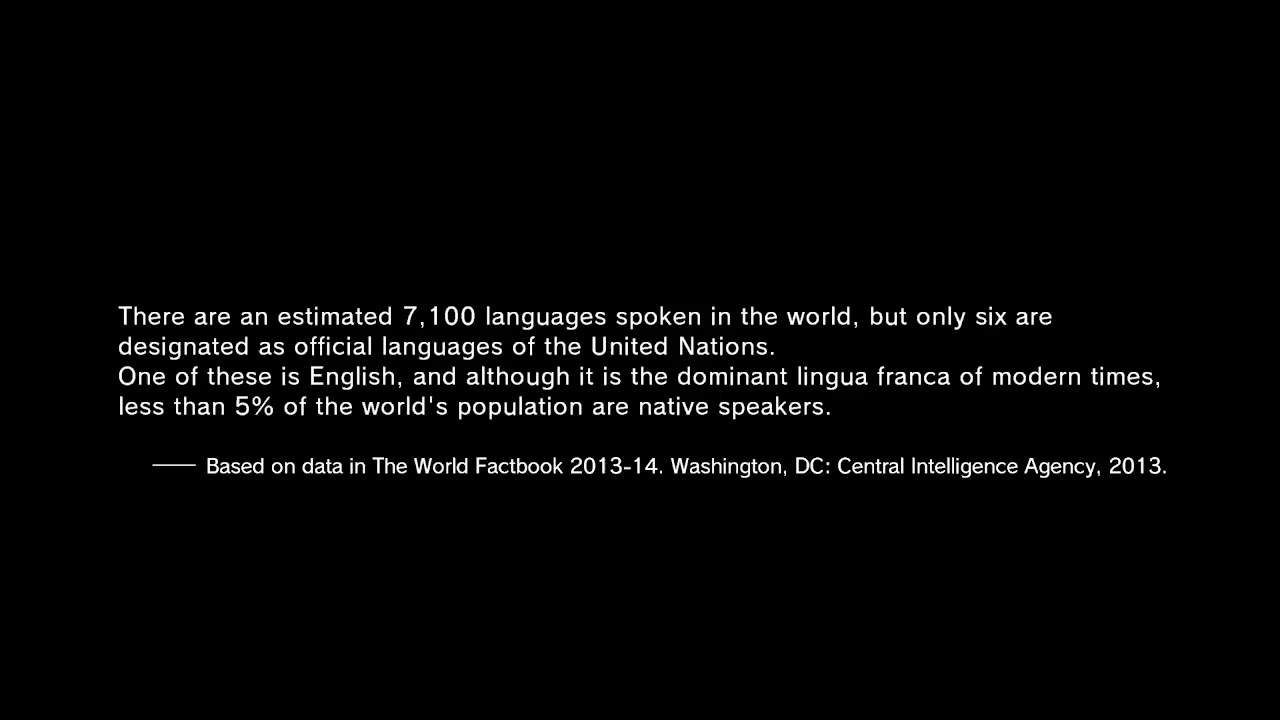 There are an estimated 7,100 languages spoken in the world, but only six are
designated as official languages of the United Nations.
One of these is English, and although it is the dominant lingua franca of modern times,
less than 5% of the world's population are native speakers.
—— Based on data in The World Factbook 2013-14. Washington, DC: Central Intelligence Agency, 2013.